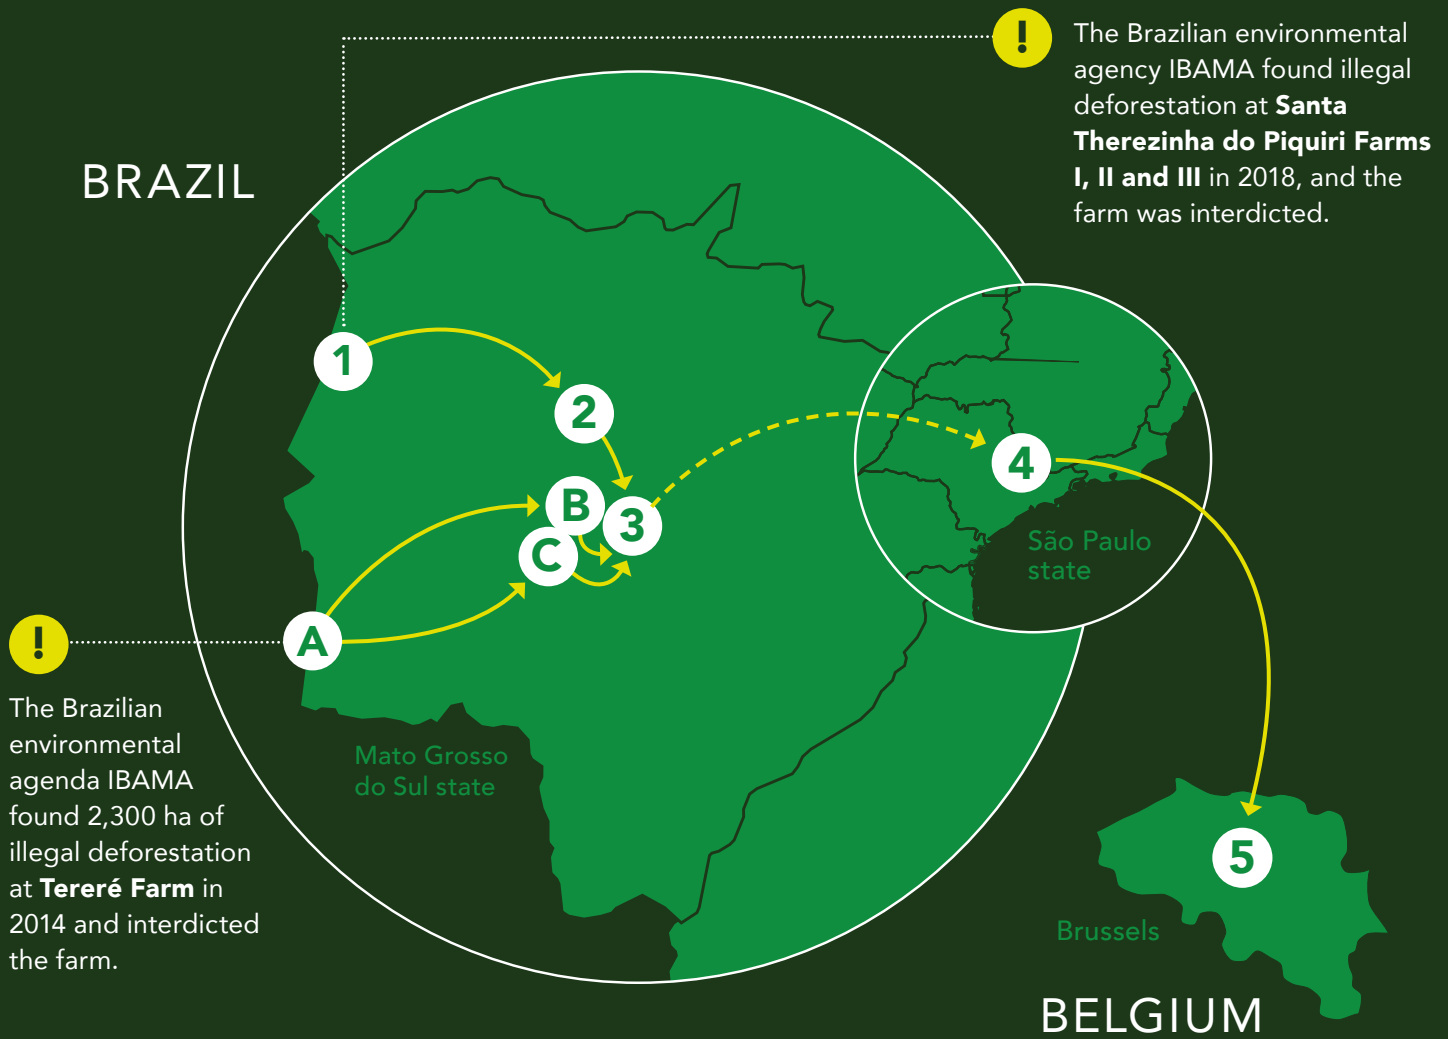 !
The Brazilian environmental
agency IBAMA found illegal
deforestation at Santa
Therezinha do Piquiri Farms
I, II and III in 2018, and the
farm was interdicted.
BRAZIL
1
2
B
3
C
4
São Paulo
state
A
!
The Brazilian
environmental
agenda IBAMA
found 2,300 ha of
illegal deforestation
at Tereré Farm in
2014 and interdicted
the farm.
Mato Grosso
do Sul state
5
Brussels
BELGIUM